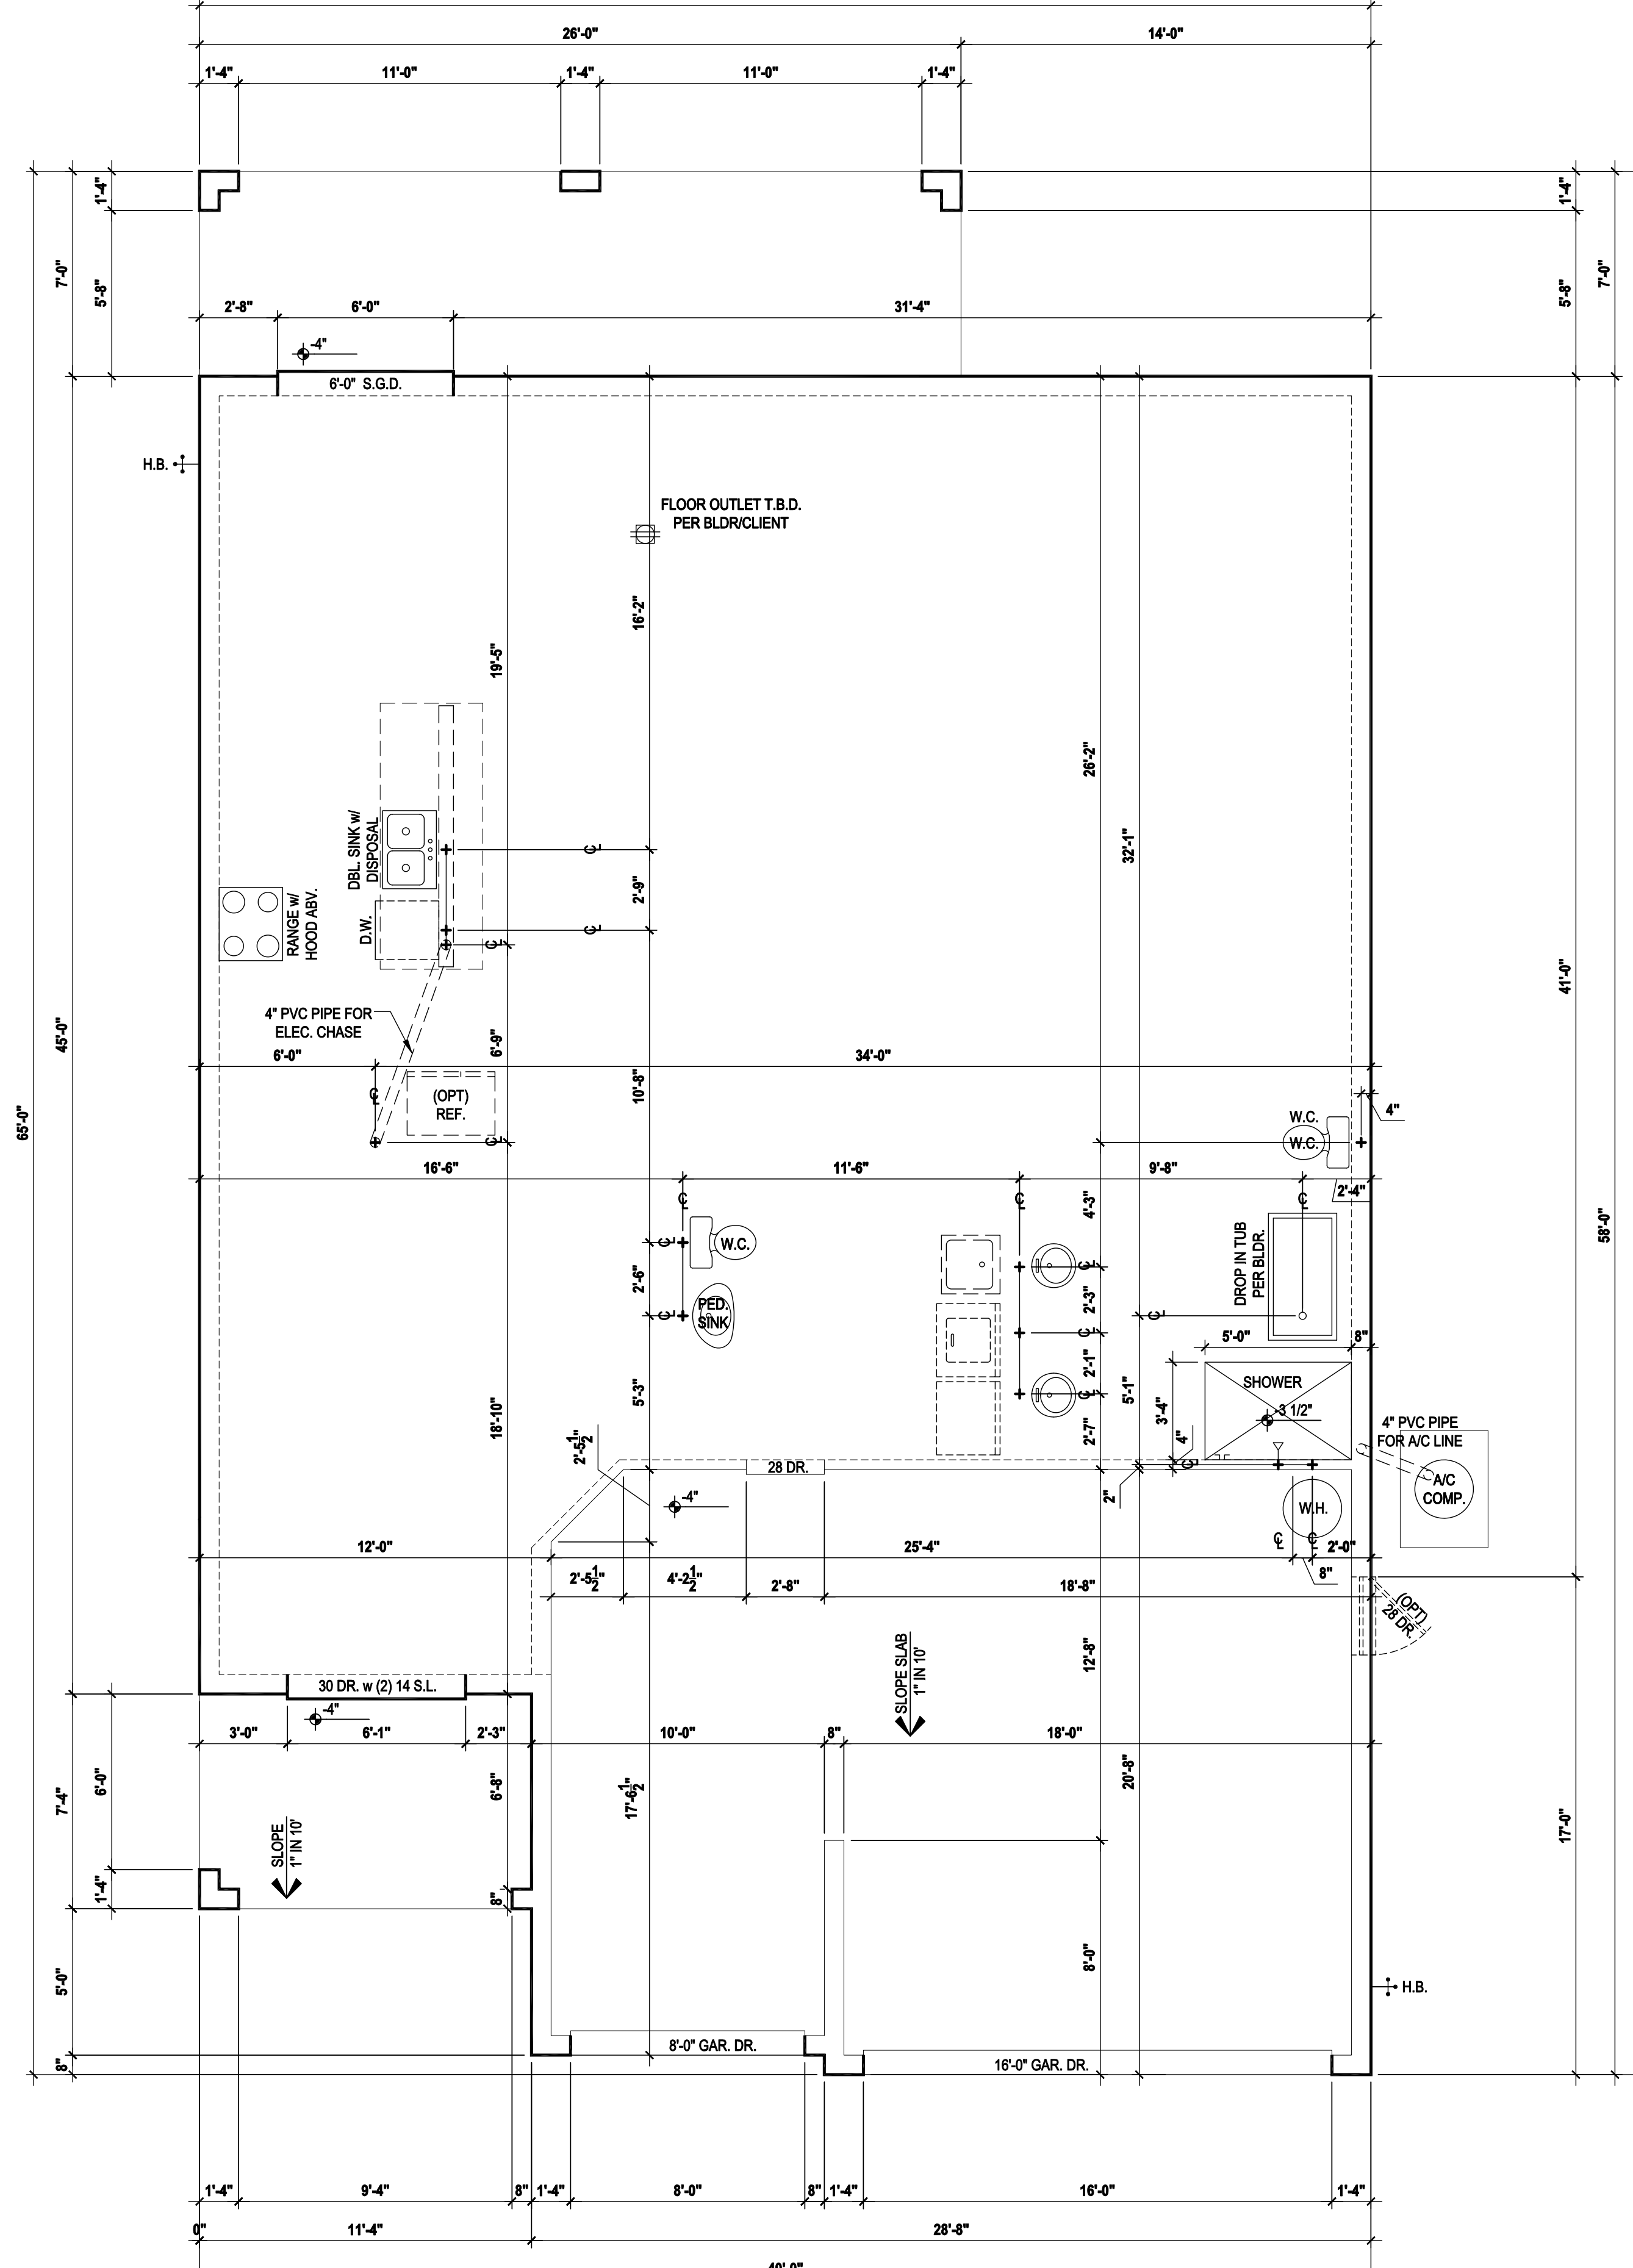 26'-0"
14'-0"
1'-4"
11'-0"
1'-4"
11'-0"
1'-4"
1'-4"
5'-8"
7'-0"
1'-4"
5'-8"
7'-0"
2'-8"
6'-0"
31'-4"
-4"
6'-0" S.G.D.
H.B.
FLOOR OUTLET T.B.D.
PER BLDR/CLIENT
16'-2"
19'-5"
26'-2"
32'-1"
DBL. SINK w/
DISPOSAL
RANGE w/
HOOD ABV.
D.W.
2'-9"
4" PVC PIPE FOR
ELEC. CHASE
6'-9"
10'-8"
45'-0"
65'-0"
41'-0"
58'-0"
6'-0"
34'-0"
(OPT)
REF.
W.C.
W.C.
4"
16'-6"
11'-6"
9'-8"
2'-4"
4'-3"
W.C.
PED.
SINK
2'-6"
5'-3"
2'-3"
2'-1"
2'-7"
DROP IN TUB
PER BLDR.
5'-0"
8"
5'-1"
3'-4"
4"
SHOWER
-3 1/2"
4" PVC PIPE
FOR A/C LINE
A/C
COMP.
18'-10"
2'-5 1/2"
28 DR.
-4"
2"
W.H.
12'-0"
25'-4"
2'-0"
8"
2'-5 1/2"
4'-2 1/2"
2'-8"
18'-8"
(OPT)
28 DR.
SLOPE SLAB
1" IN 10'
12'-8"
30 DR. w (2) 14 S.L.
-4"
3'-0"
6'-1"
2'-3"
10'-0"
8"
18'-0"
6'-0"
7'-4"
6'-8"
17'-6 1/2"
20'-8"
17'-0"
SLOPE
1" IN 10'
1'-4"
8"
8'-0"
5'-0"
H.B.
8"
8'-0" GAR. DR.
16'-0" GAR. DR.
1'-4"
9'-4"
8"
1'-4"
8'-0"
8"
1'-4"
16'-0"
1'-4"
0"
11'-4"
28'-8"